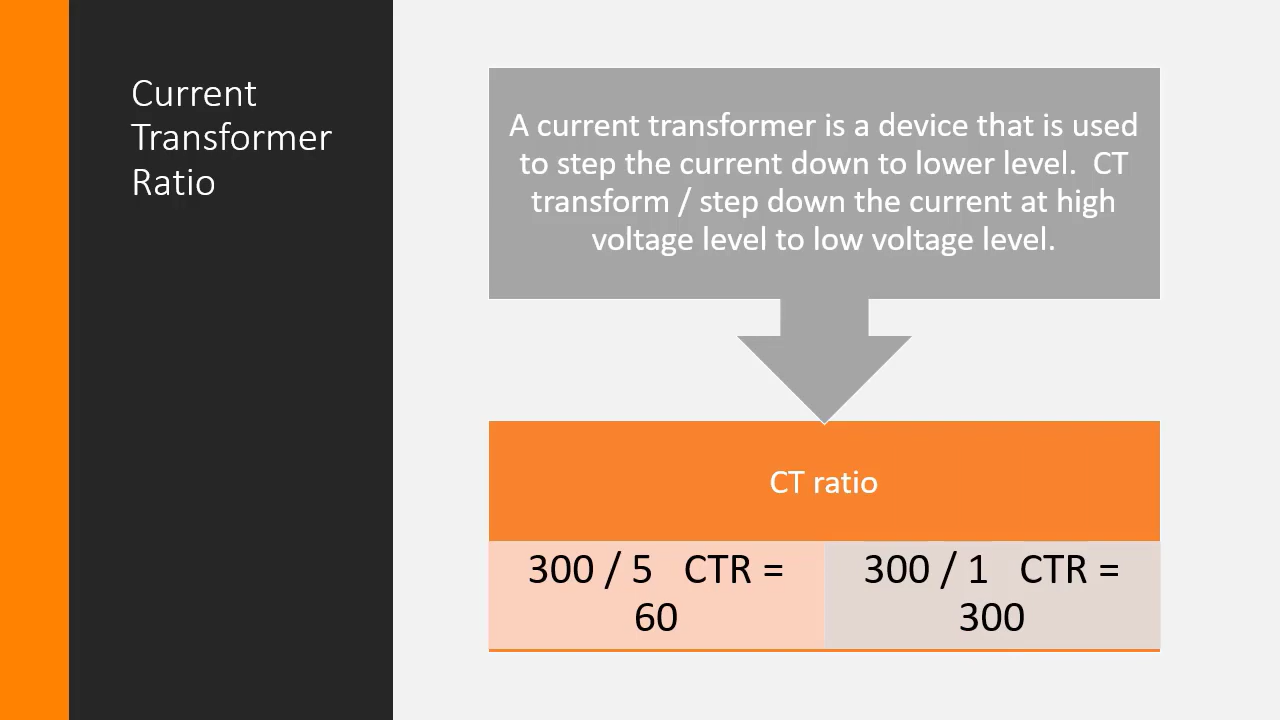 Current
Transformer
Ratio
A current transformer is a device that is used
to step the current down to lower level.  CT
transform / step down the current at high
voltage level to low voltage level.
CT ratio
300 / 5   CTR =
60
300 / 1   CTR =
300